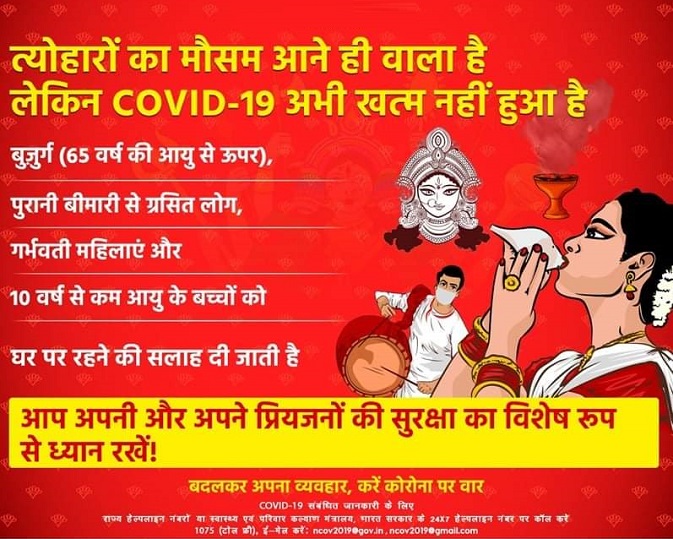 त्योहारों का मौसम आने ही वाला है
लेकिन COVID-19 अभी खत्म नहीं हुआ है
बुज़ुर्ग (65 वर्ष की आयु से ऊपर),
पुरानी बीमारी से ग्रसित लोग,
गर्भवती महिलाएं और
10 वर्ष से कम आयु के बच्चों को
घर पर रहने की सलाह दी जाती है
आप अपनी और अपने प्रियजनों की सुरक्षा का विशेष रूप
से ध्यान रखें!
बदलकर अपना व्यवहार, करें कोरोना पर वार
COVID-19 संबंधित जानकारी के लिए
राज्य हेल्पलाइन नंबरों या स्वास्थ्य एवं परिवार कल्याण मंत्रालय, भारत सरकार के 24X7 हेल्पलाइन नंबर पर कॉल करें
1075 (टोल फ्री), ई-मेल करें: ncov2019@gov.in, ncov2019@gmail.com